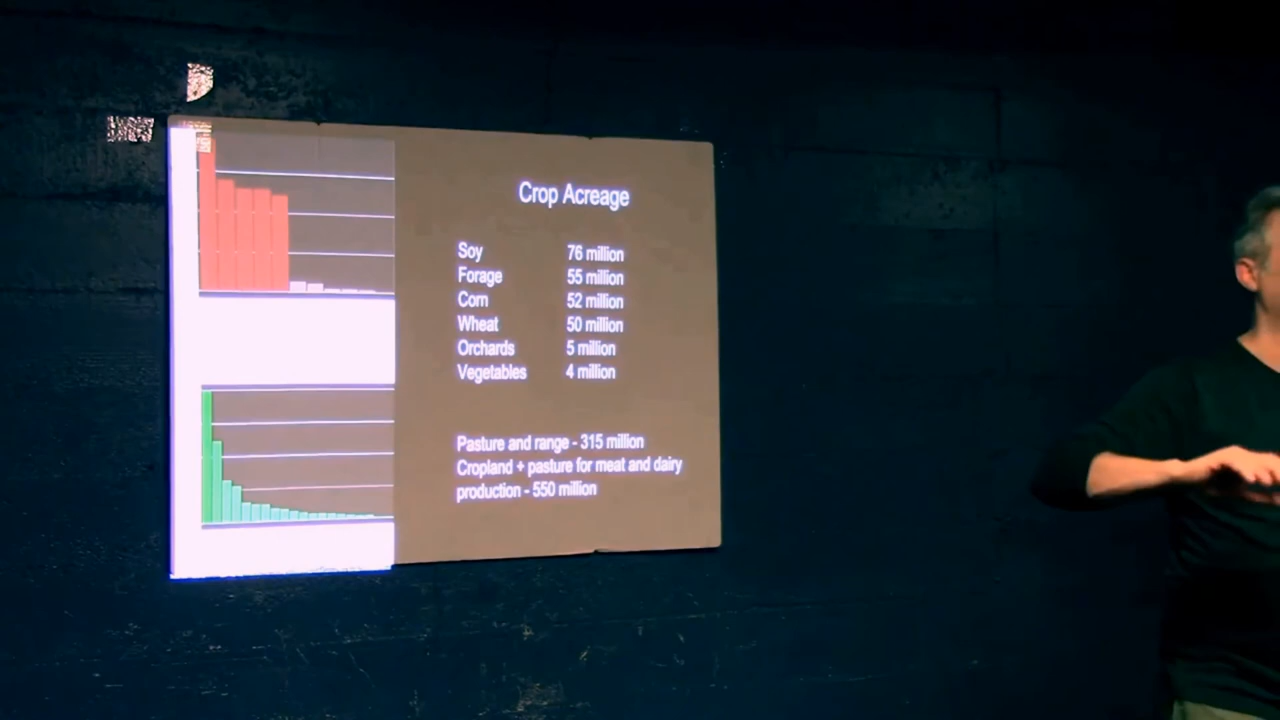 Crop Acreage
Soy 76 million
Forage 55 million
Corn 52 million
Wheat 50 million
Orchards 5 million
Vegetables 4 million
Pasture and range - 315 million
Cropland + pasture for meat and dairy
production - 550 million